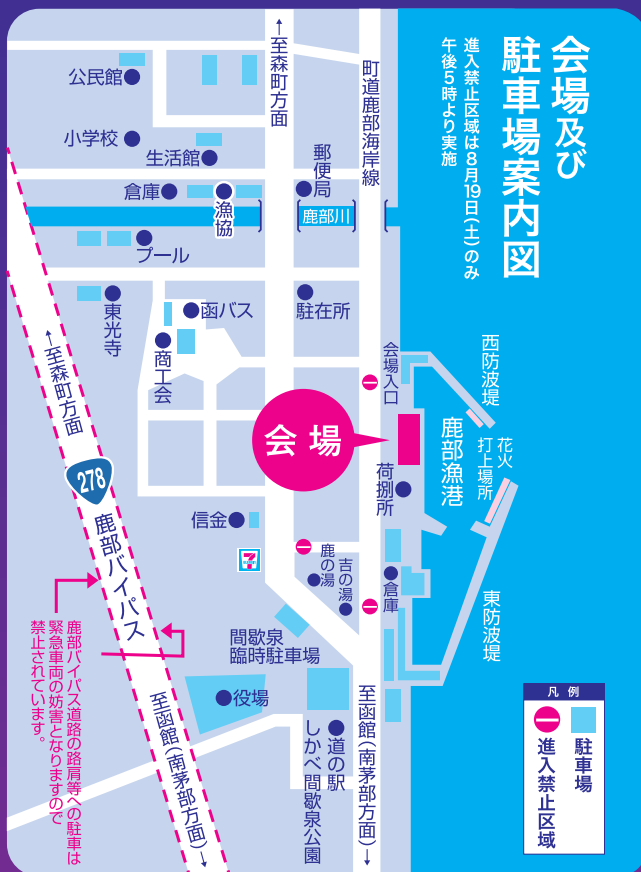 会場及び
駐車場案内図
進入禁止区域は8月19日(土)のみ
午後5時より実施
←至森町方面
町道鹿部海岸線
公民館
小学校
生活館
郵便局
倉庫
漁協
鹿部川
プール
東光寺
函バス
駐在所
商工会
←至森町方面
会場入口
西防波堤
会場
鹿部漁港
花火
打上場所
荷捌所
278
鹿部バイパス
信金
鹿の湯
吉の湯
倉庫
東防波堤
間歇泉
臨時駐車場
役場
道の駅
しかべ間歇泉公園
至函館(南茅部方面)→
至函館(南茅部方面)→
鹿部バイパス道路の路肩等への駐車は
緊急車両の妨害となりますので
禁止されています。
凡例
駐車場
進入禁止区域